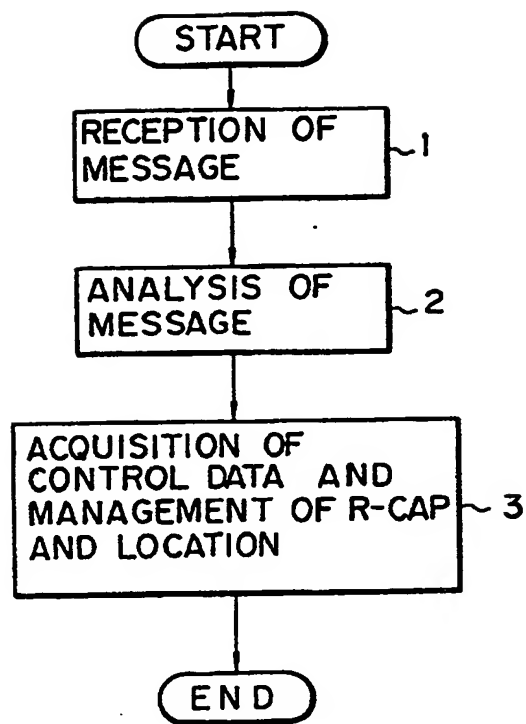 START
RECEPTION OF
MESSAGE
1
ANALYSIS OF
MESSAGE
2
ACQUISITION OF
CONTROL DATA AND
MANAGEMENT OF R-CAP
AND LOCATION
3
END